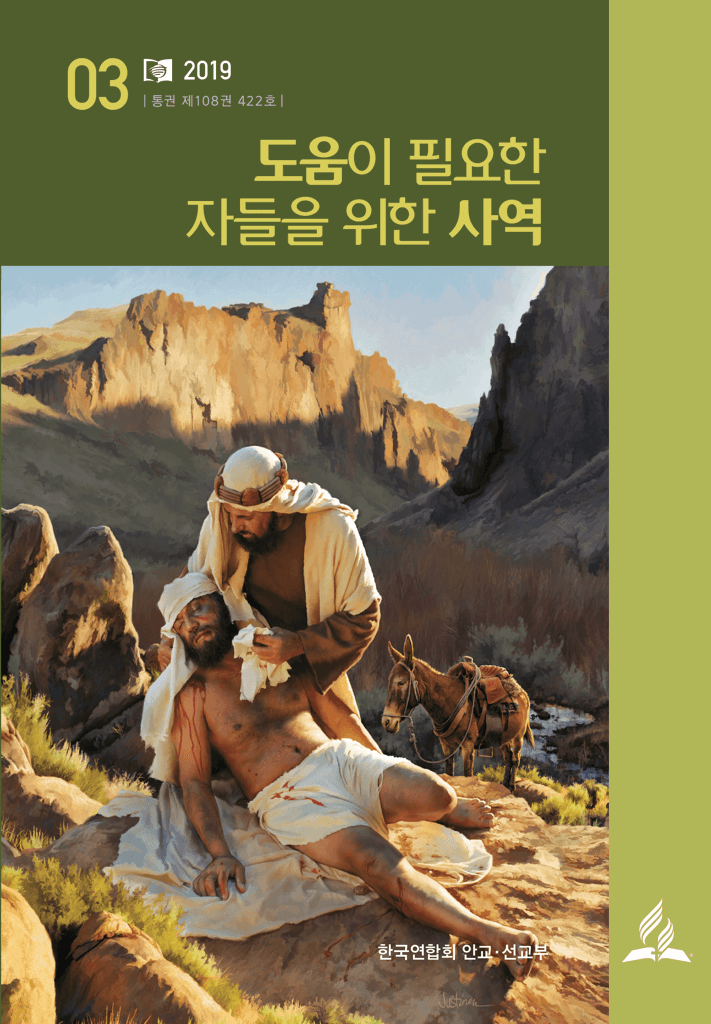 03 2019
| 통권 제108권 422호 |
도움이 필요한
자들을 위한 사역
한국연합회 안교·선교부